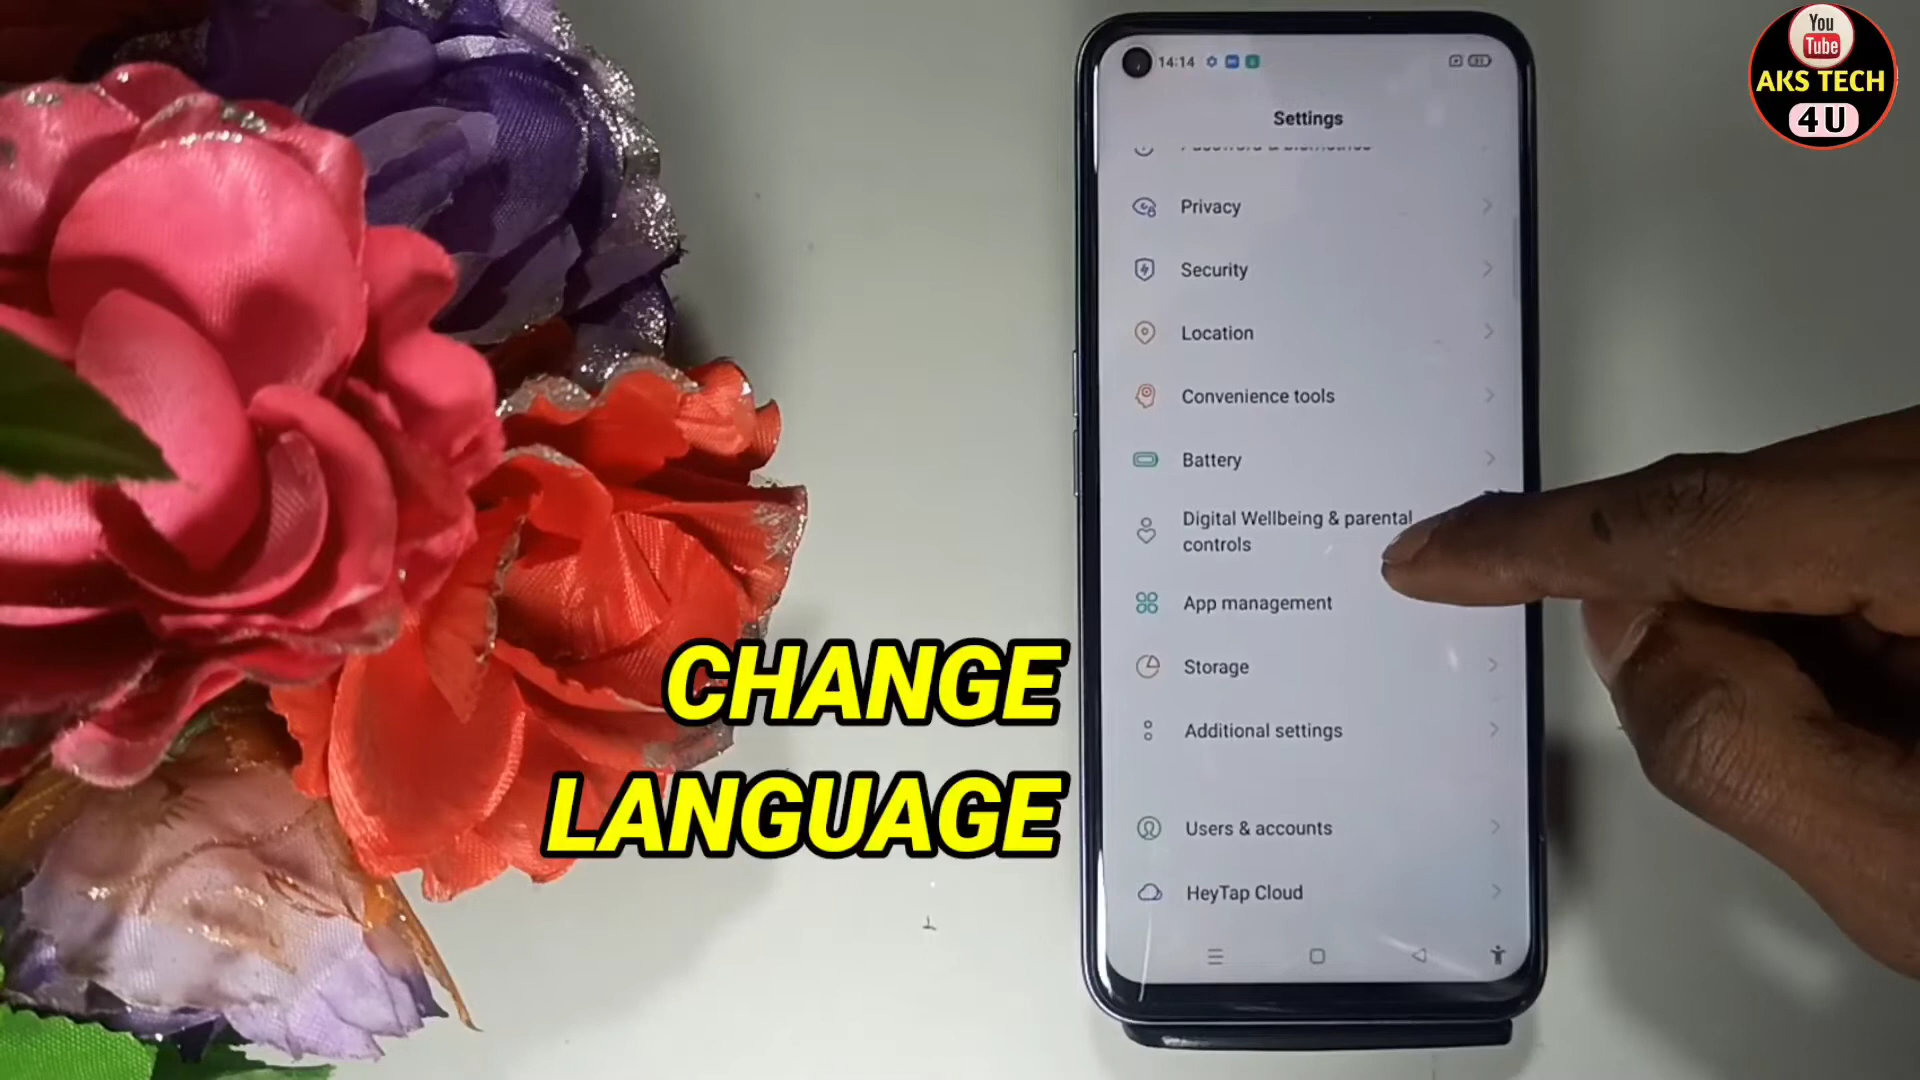 You
Tube
AKS TECH
4U
14:14
Settings
Privacy
Security
Location
Convenience tools
Battery
Digital Wellbeing & parental
controls
App management
Storage
Additional settings
Users & accounts
HeyTap Cloud
CHANGE
LANGUAGE